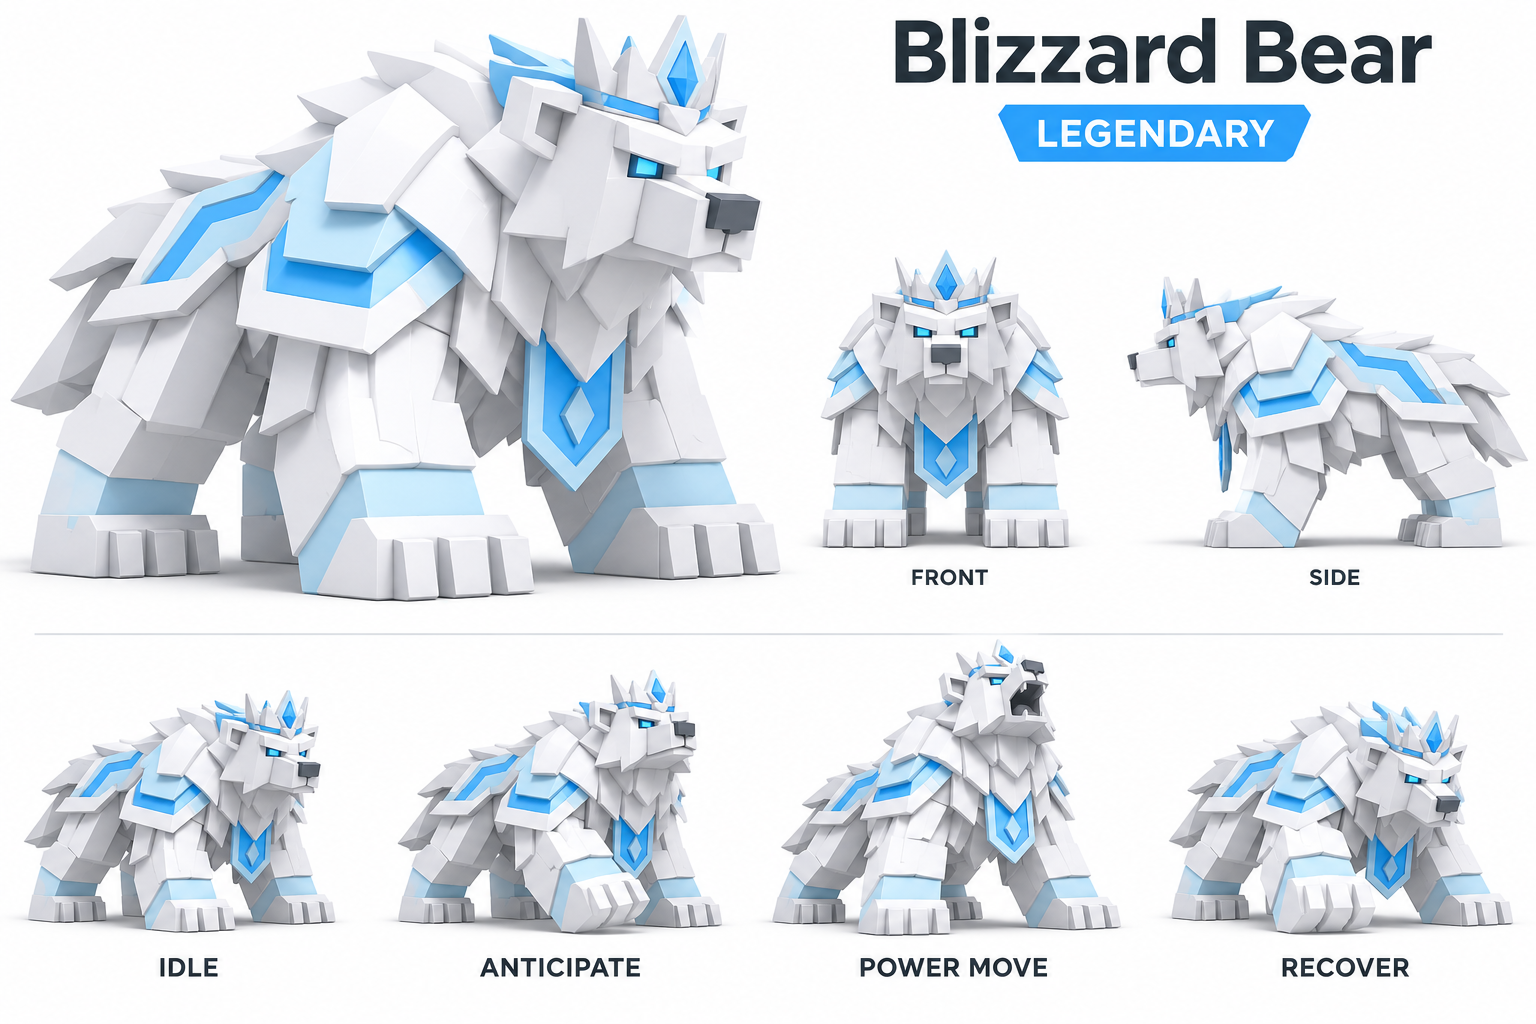 Blizzard Bear
LEGENDARY
FRONT
SIDE
IDLE
ANTICIPATE
POWER MOVE
RECOVER